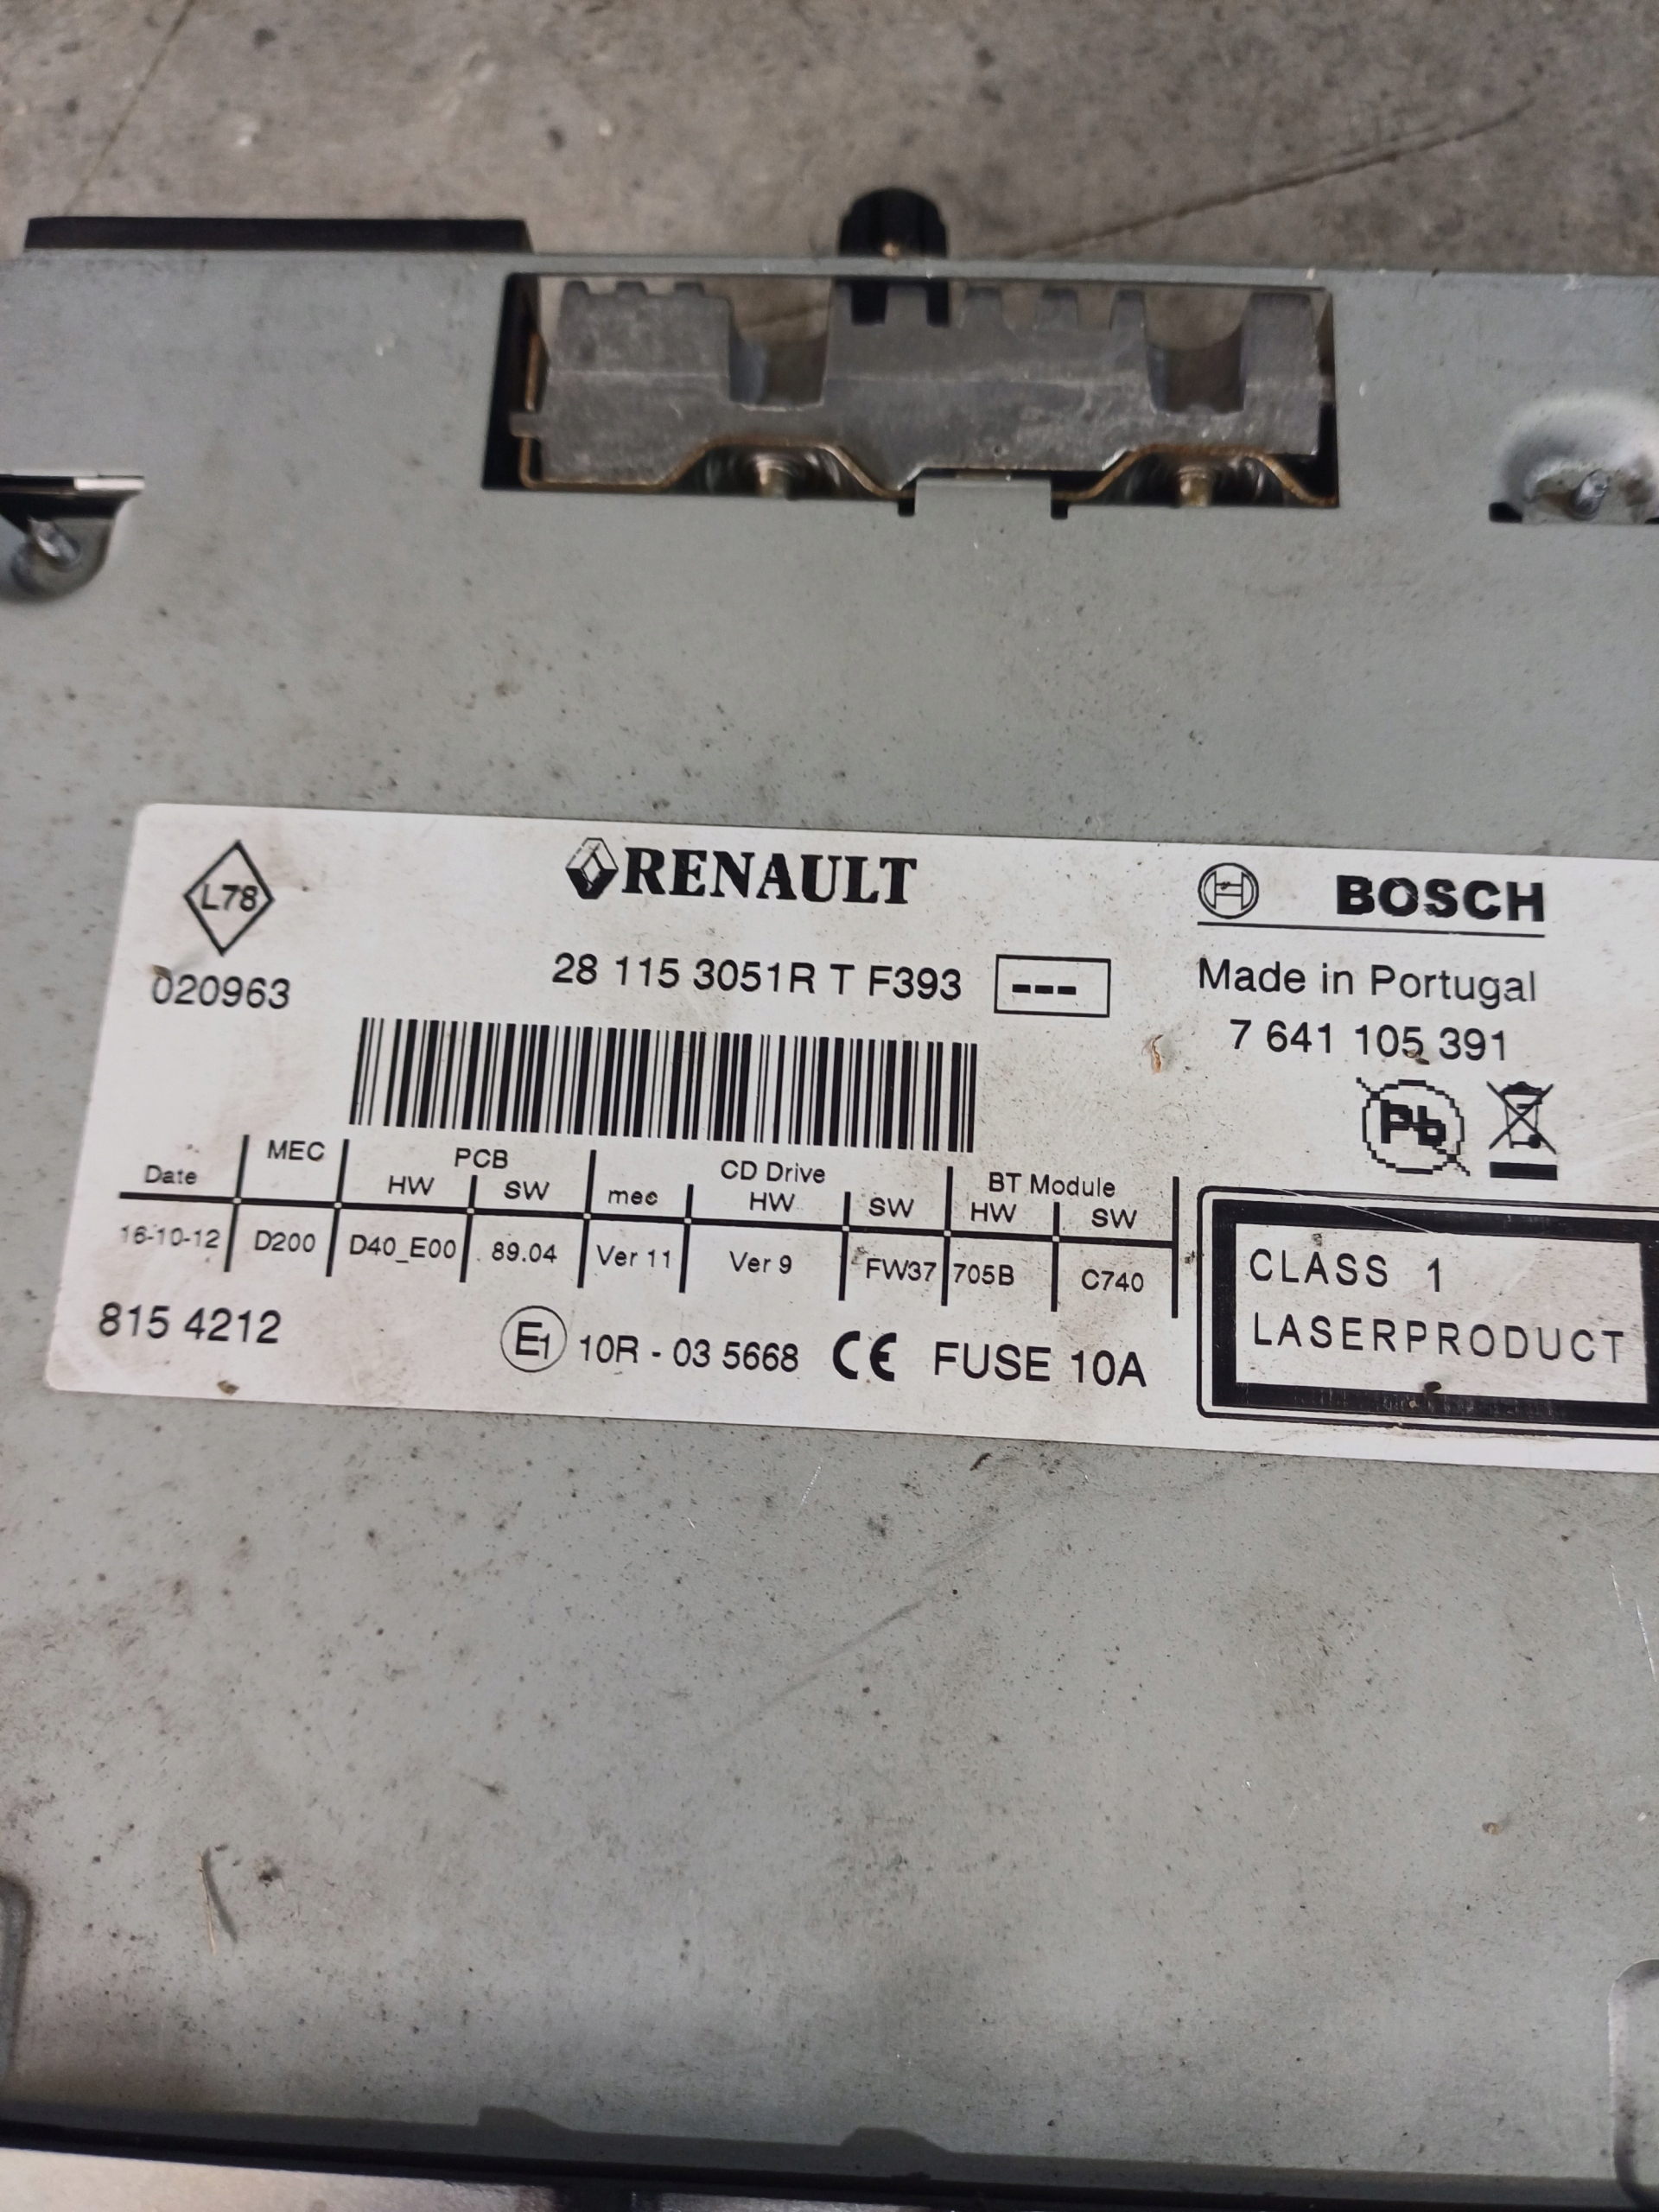 L78
RENAULT
BOSCH
020963
28 115 3051R T F393
---
Made in Portugal
7 641 105 391
Pb
Date MEC PCB CD Drive BT Module
HW SW mec HW SW HW SW
16-10-12 D200 D40_E00 89.04 Ver 11 Ver 9 FW37 705B C740
815 4212
E1 10R - 03 5668 CE FUSE 10A
CLASS 1
LASERPRODUCT